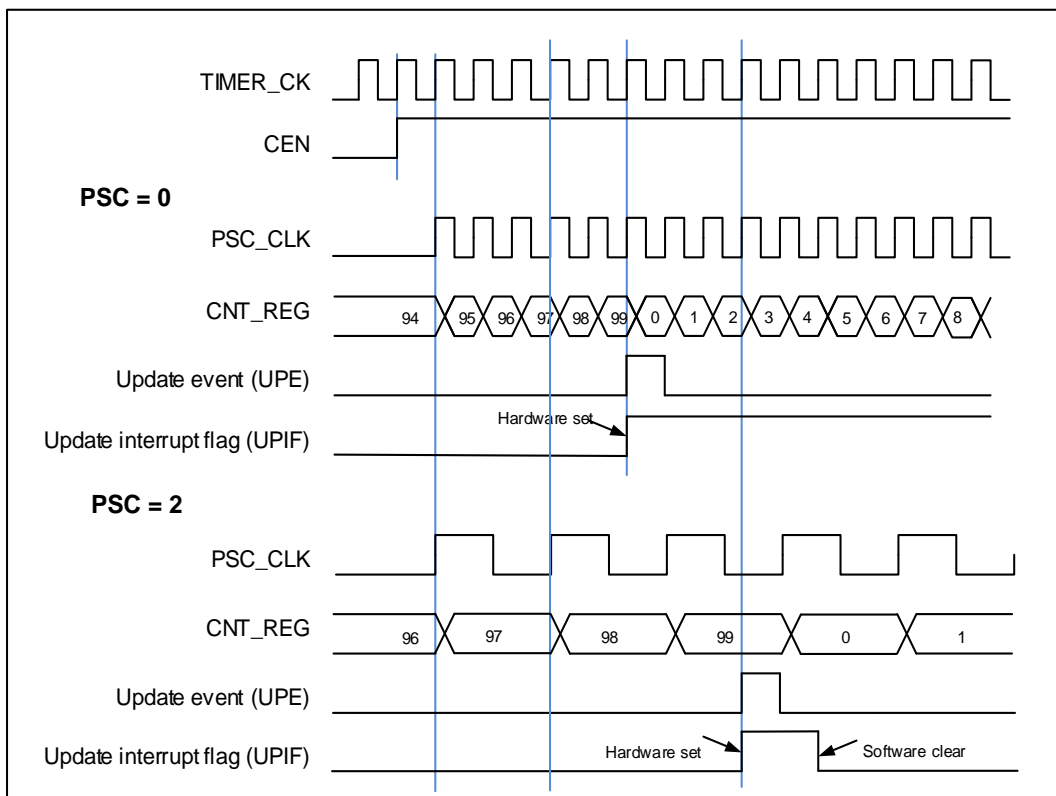 TIMER_CK
CEN
PSC = 0
PSC_CLK
CNT_REG 94 95 96 97 98 99 0 1 2 3 4 5 6 7 8
Update event (UPE)
Hardware set
Update interrupt flag (UPIF)
PSC = 2
PSC_CLK
CNT_REG 96 97 98 99 0 1
Update event (UPE)
Update interrupt flag (UPIF) Hardware set Software clear